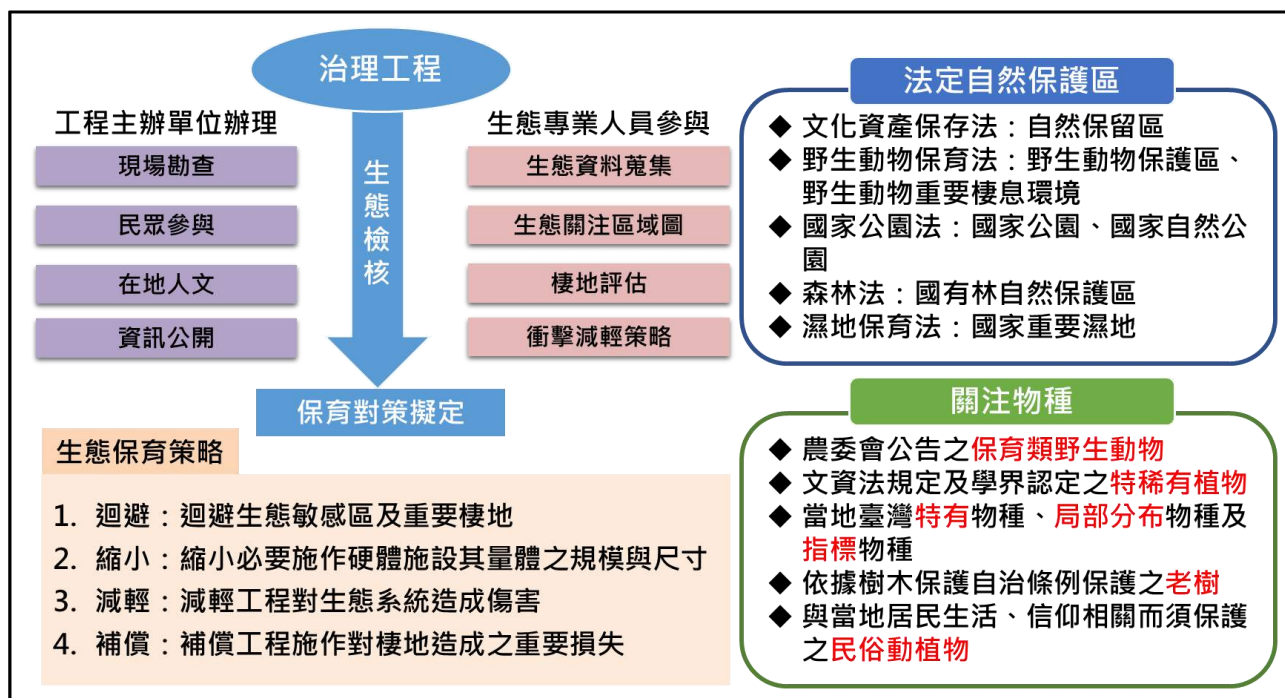 治理工程
工程主辦單位辦理
現場勘查
民眾參與
在地人文
資訊公開
生態檢核
生態專業人員參與
生態資料蒐集
生態關注區域圖
棲地評估
衝擊減輕策略
保育對策擬定
生態保育策略
1. 迴避：迴避生態敏感區及重要棲地
2. 縮小：縮小必要施作硬體施設其量體之規模與尺寸
3. 減輕：減輕工程對生態系統造成傷害
4. 補償：補償工程施作對棲地造成之重要損失
法定自然保護區
◆ 文化資產保存法：自然保留區
◆ 野生動物保育法：野生動物保護區、
野生動物重要棲息環境
◆ 國家公園法：國家公園、國家自然公
園
◆ 森林法：國有林自然保護區
◆ 濕地保育法：國家重要濕地
關注物種
◆ 農委會公告之保育類野生動物
◆ 文資法規定及學界認定之特稀有植物
◆ 當地臺灣特有物種、局部分布物種及
指標物種
◆ 依據樹木保護自治條例保護之老樹
◆ 與當地居民生活、信仰相關而須保護
之民俗動植物